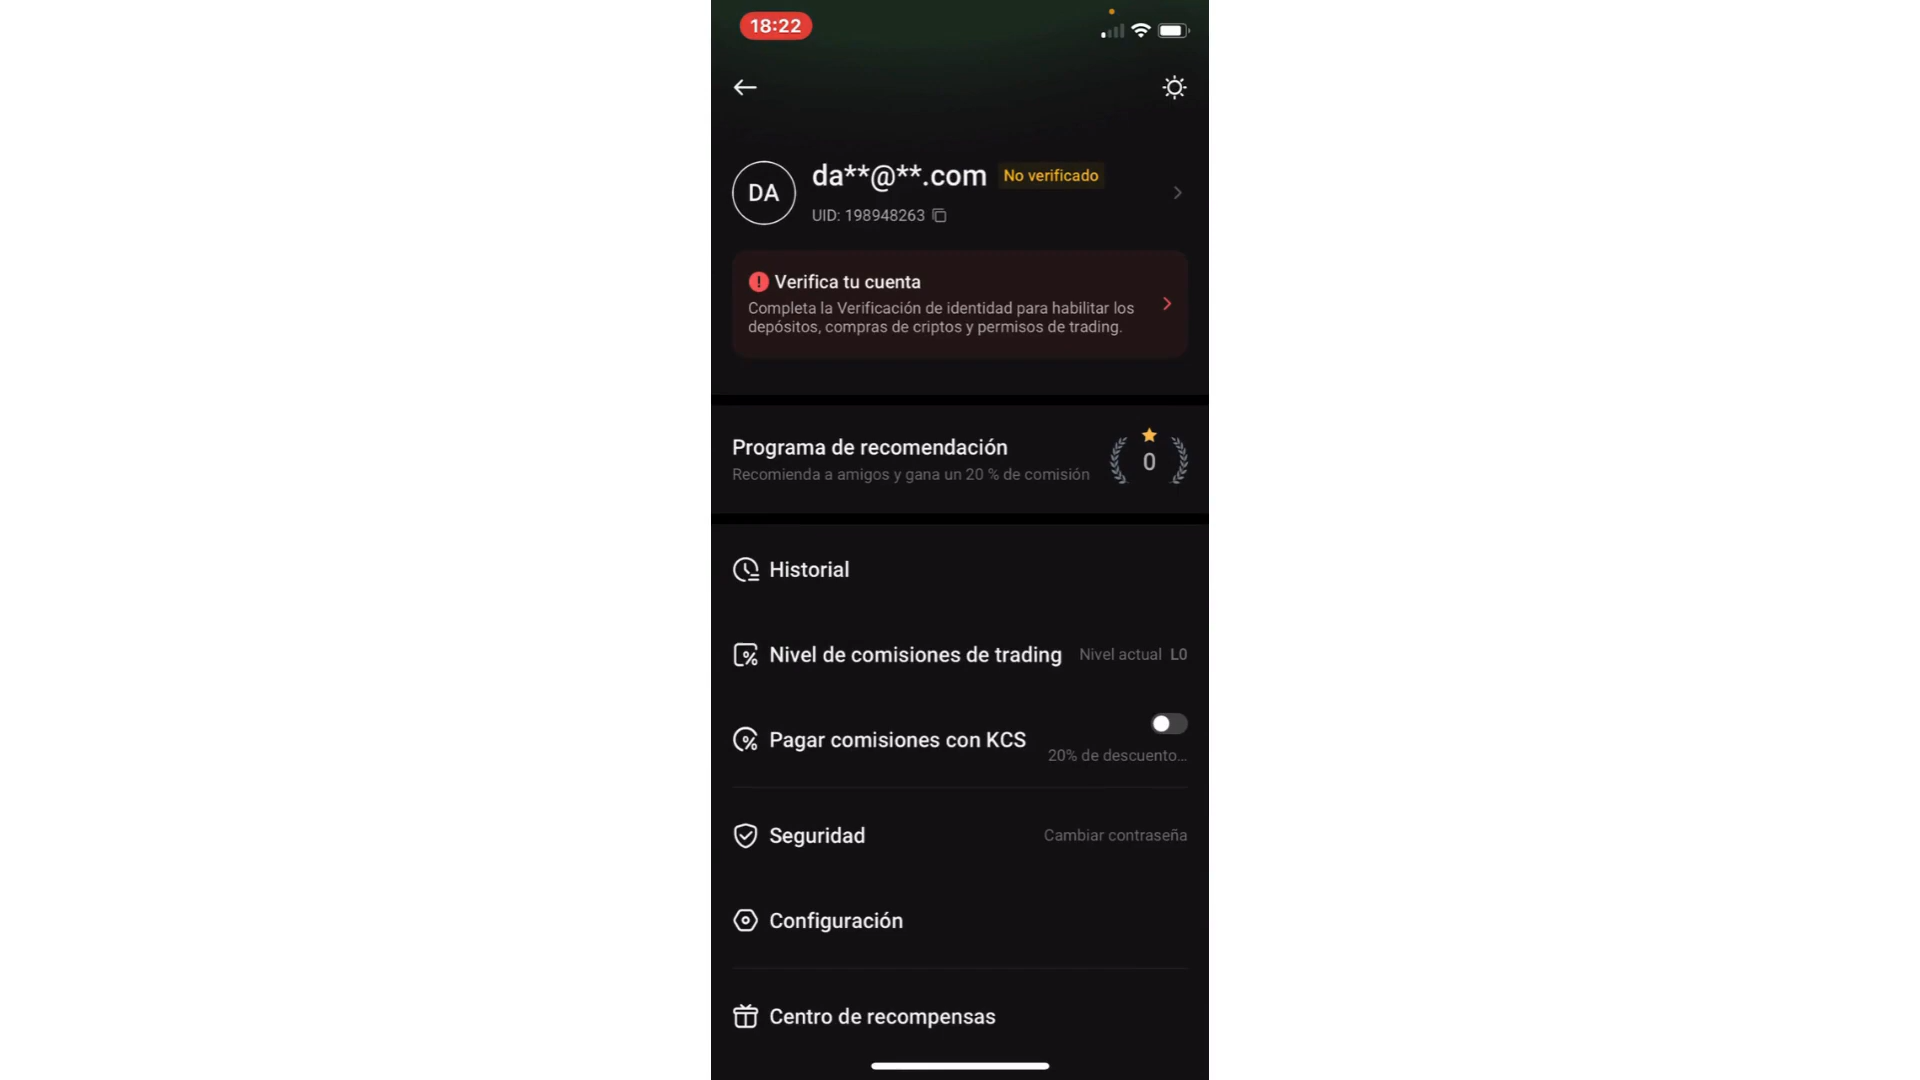 18:22
DA
da**@**.com No verificado
UID: 198948263
Verifica tu cuenta
Completa la Verificación de identidad para habilitar los
depósitos, compras de criptos y permisos de trading.
Programa de recomendación
Recomienda a amigos y gana un 20 % de comisión
0
Historial
Nivel de comisiones de trading Nivel actual L0
Pagar comisiones con KCS
20% de descuento...
Seguridad Cambiar contraseña
Configuración
Centro de recompensas